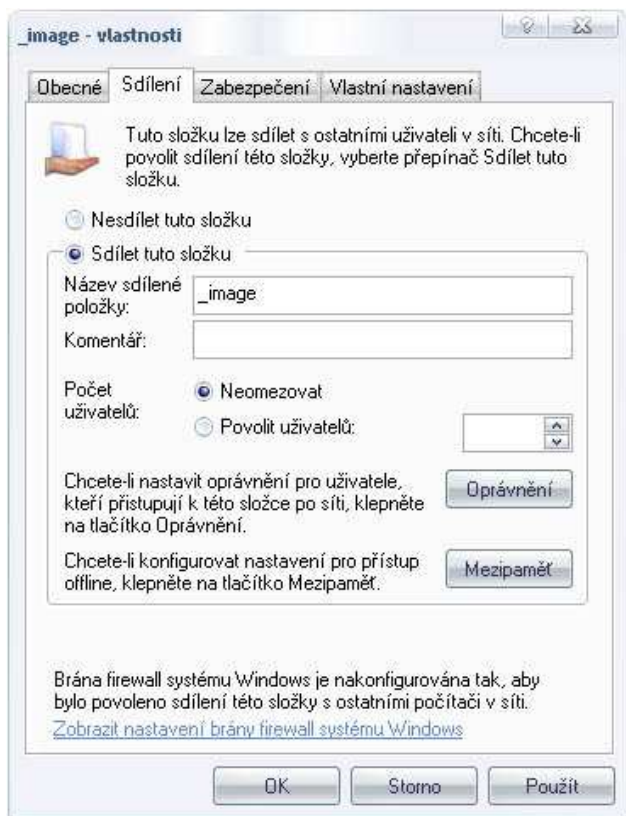 _image - vlastnosti
Obecné Sdílení Zabezpečení Vlastní nastavení
Tuto složku lze sdílet s ostatními uživateli v síti. Chcete-li
povolit sdílení této složky, vyberte přepínač Sdílet tuto
složku.
Nesdílet tuto složku
Sdílet tuto složku
Název sdílené
položky:
_image
Komentář:
Počet
uživatelů:
Neomezovat
Povolit uživatelů:
Chcete-li nastavit oprávnění pro uživatele,
kteří přistupují k této složce po síti, klepněte
na tlačítko Oprávnění.
Oprávnění
Chcete-li konfigurovat nastavení pro přístup
offline, klepněte na tlačítko Mezipaměť.
Mezipaměť
Brána firewall systému Windows je nakonfigurována tak, aby
bylo povoleno sdílení této složky s ostatními počítači v síti.
Zobrazit nastavení brány firewall systému Windows
OK Storno Použít